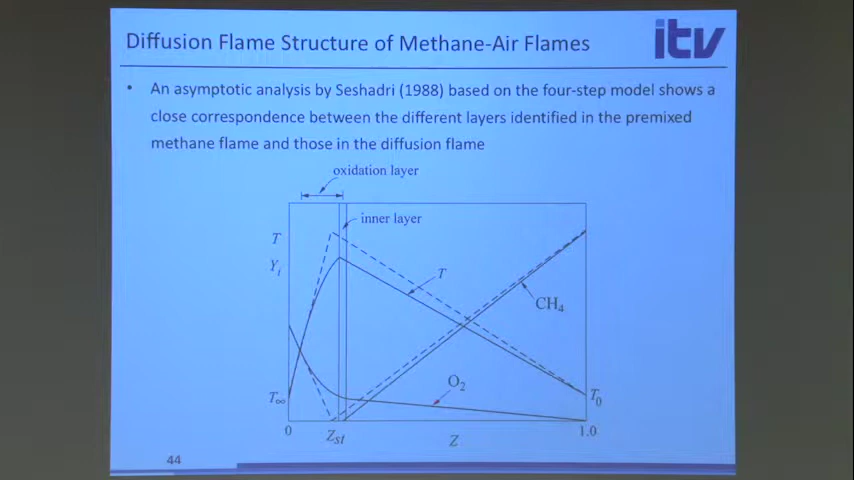 Diffusion Flame Structure of Methane-Air Flames
itv
• An asymptotic analysis by Seshadri (1988) based on the four-step model shows a
close correspondence between the different layers identified in the premixed
methane flame and those in the diffusion flame
oxidation layer
inner layer
T
Y_i
T
CH₄
O₂
T∞
T₀
0
Z_st
Z
1.0
44